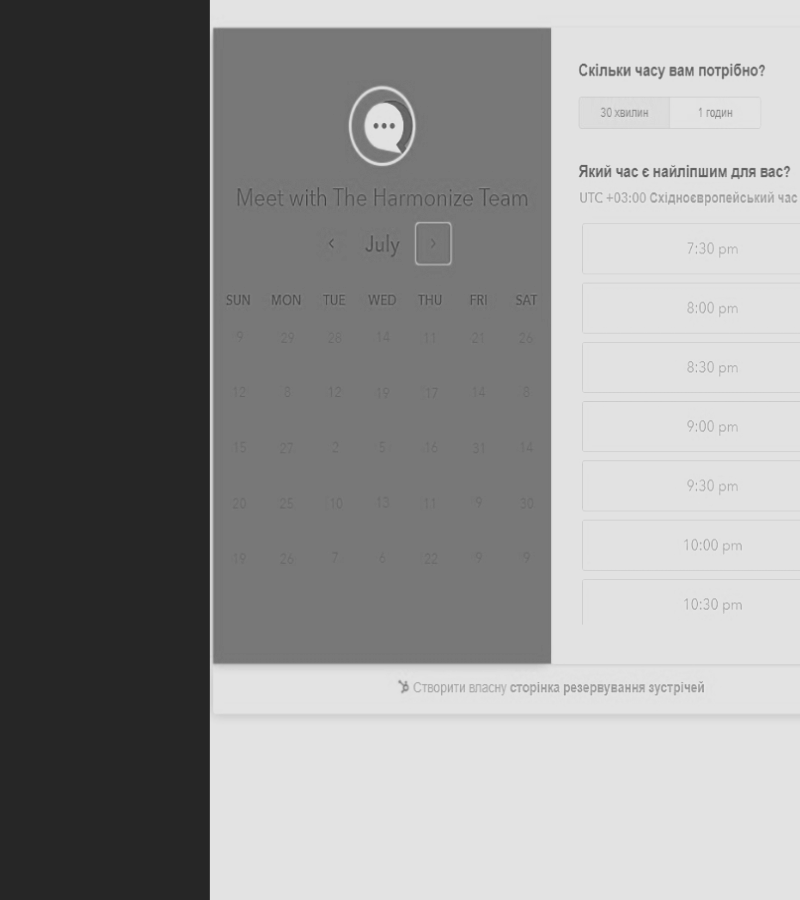 Meet with The Harmonize Team
July
SUN MON TUE WED THU FRI SAT
9 29 28 14 11 21 26
12 8 12 19 17 14 8
15 27 2 5 16 31 14
20 25 10 13 11 9 30
19 26 7 6 22 9 9
Скільки часу вам потрібно?
30 хвилин 1 годин
Який час є найліпшим для вас?
UTC +03:00 Східноєвропейський час
7:30 pm
8:00 pm
8:30 pm
9:00 pm
9:30 pm
10:00 pm
10:30 pm
Створити власну сторінка резервування зустрічей